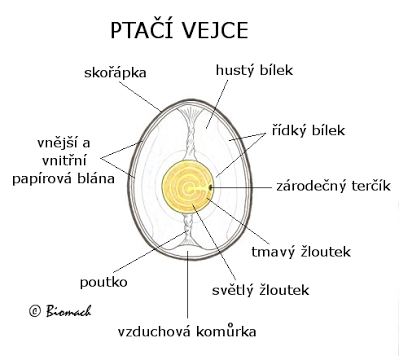 PTAČÍ VEJCE
skořápka
hustý bílek
vnější a
vnitřní
papírová blána
řídký bílek
zárodečný terčík
tmavý žloutek
poutko
světlý žloutek
© Biomach
vzduchová komůrka